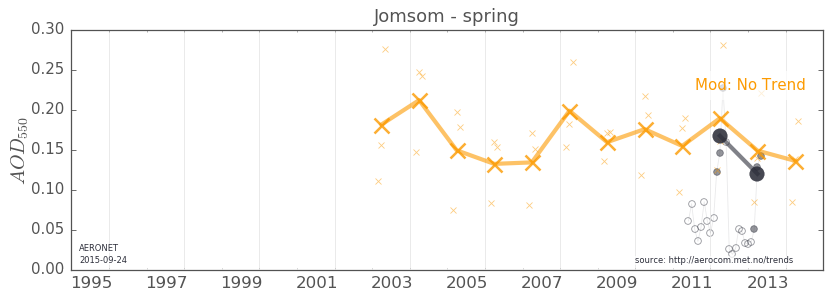 Jomsom - spring
0.30
0.25
0.20
0.15
0.10
0.05
0.00
AOD550
Mod: No Trend
AERONET
2015-09-24
source: http://aerocom.met.no/trends
1995 1997 1999 2001 2003 2005 2007 2009 2011 2013